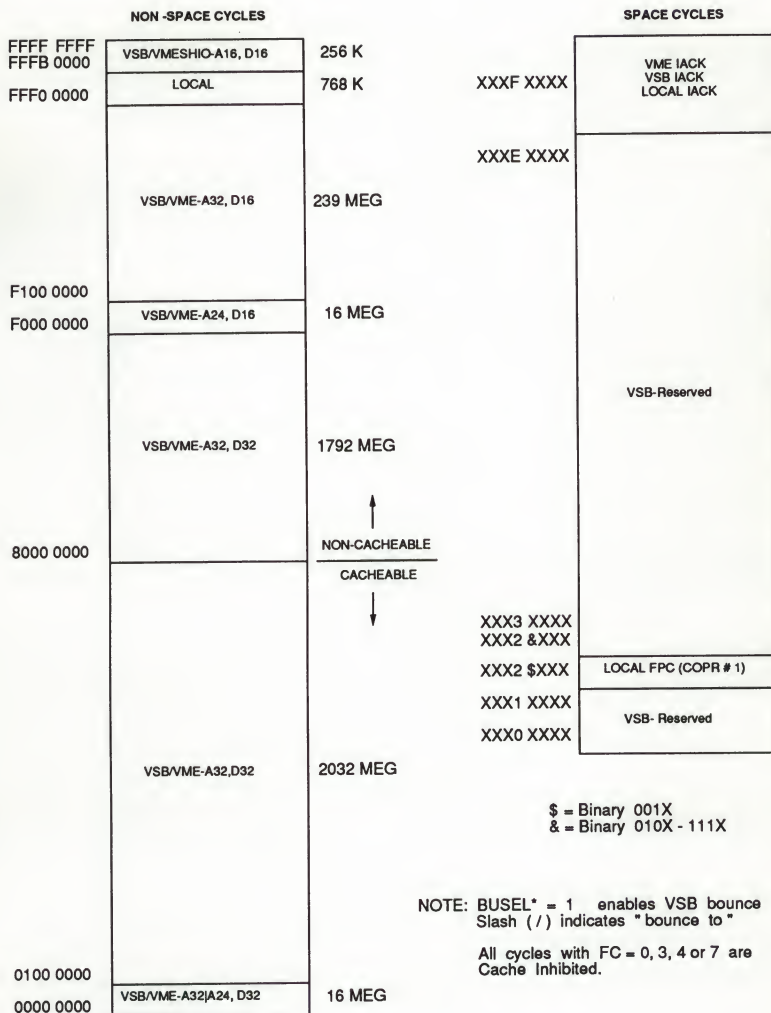 NON -SPACE CYCLES
FFFF FFFF
VSB/VMESHIO-A16, D16
256 K
FFFB 0000
LOCAL
768 K
FFF0 0000
VSB/VME-A32, D16
239 MEG
F100 0000
VSB/VME-A24, D16
16 MEG
F000 0000
VSB/VME-A32, D32
1792 MEG
NON-CACHEABLE
8000 0000
CACHEABLE
VSB/VME-A32,D32
2032 MEG
0100 0000
VSB/VME-A32|A24, D32
16 MEG
0000 0000
SPACE CYCLES
VME IACK
VSB IACK
LOCAL IACK
XXXF XXXX
XXXE XXXX
VSB-Reserved
XXX3 XXXX
XXX2 &XXX
XXX2 $XXX
LOCAL FPC (COPR # 1)
XXX1 XXXX
VSB- Reserved
XXX0 XXXX
$ = Binary 001X
& = Binary 010X - 111X
NOTE: BUSEL* = 1 enables VSB bounce
Slash ( / ) indicates " bounce to "
All cycles with FC = 0, 3, 4 or 7 are
Cache Inhibited.